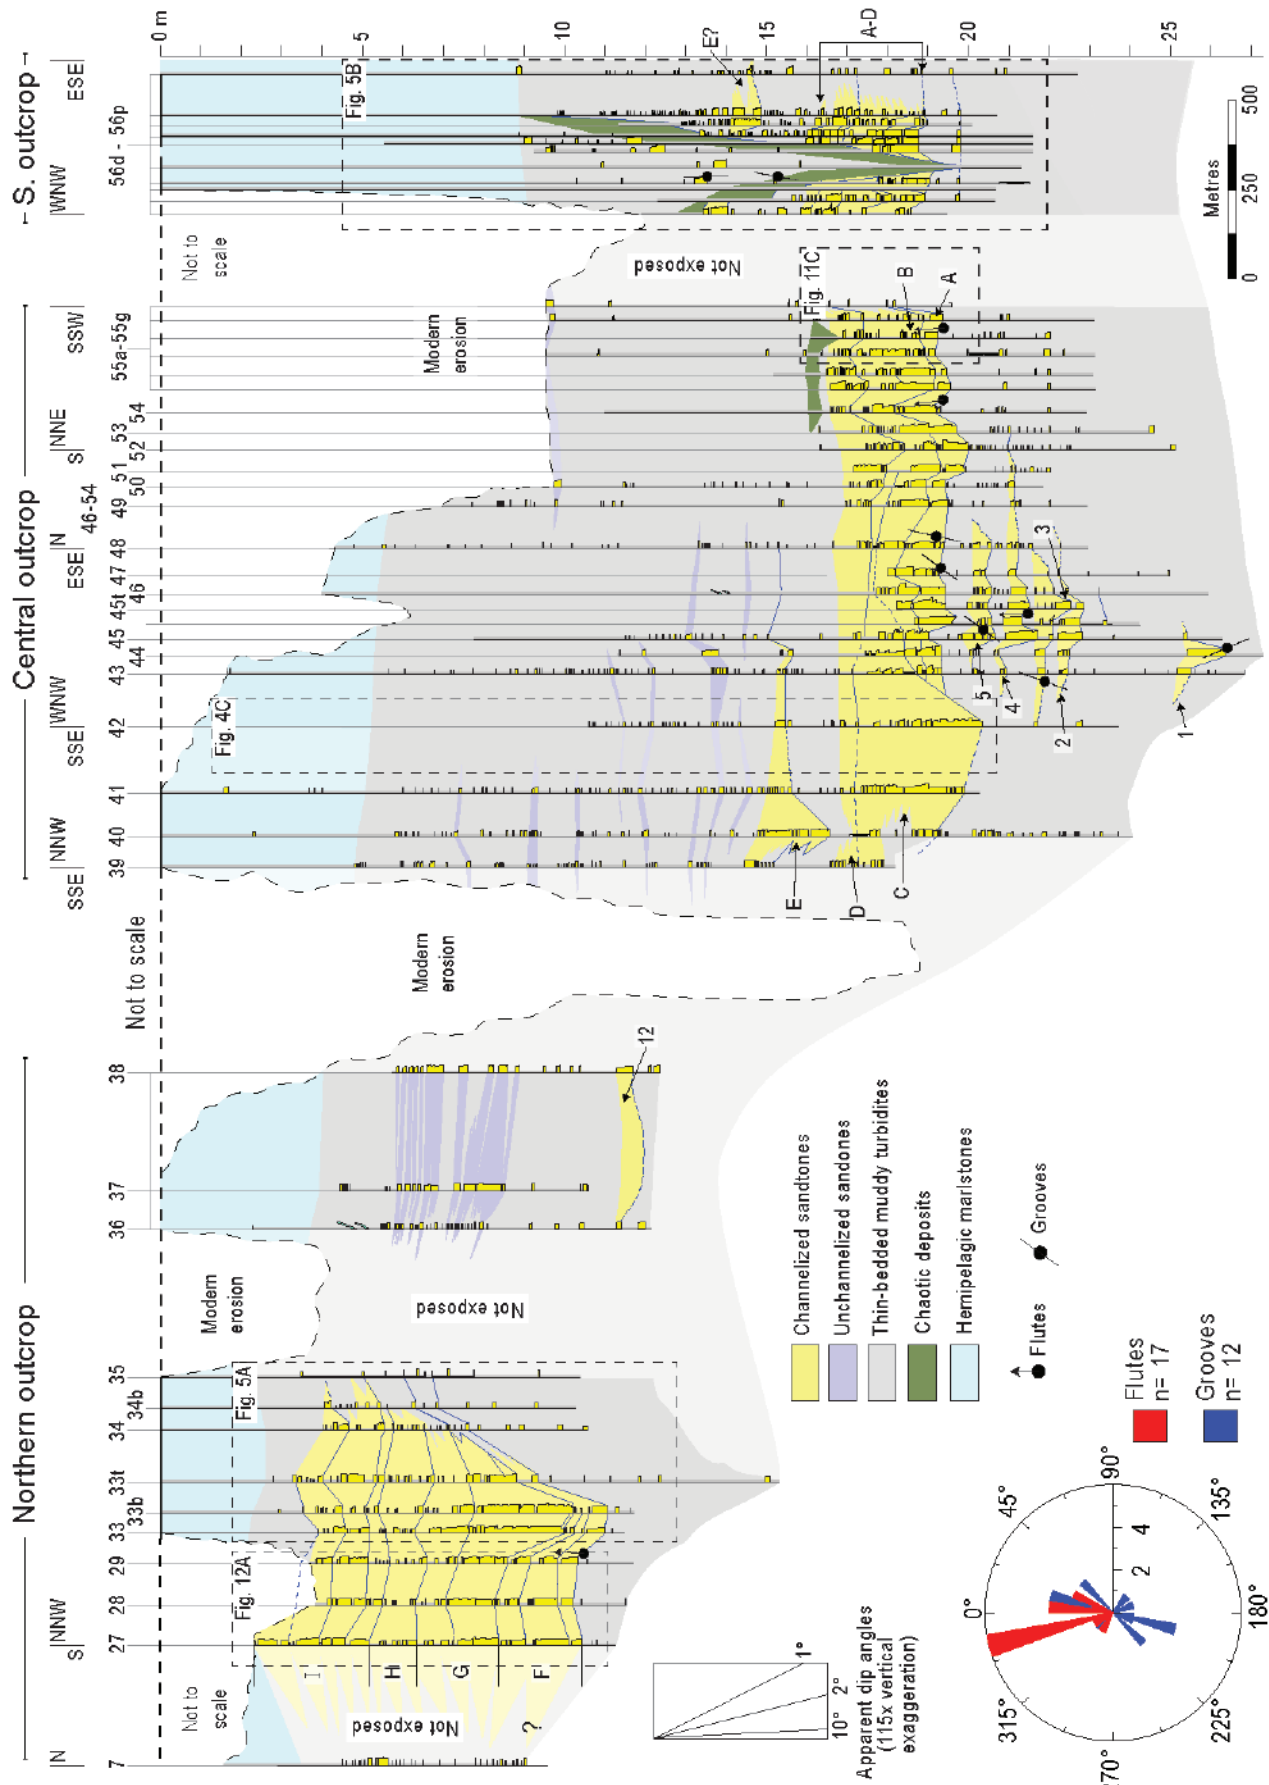 Northern outcrop
Central outcrop
S. outcrop
N
S
NNW
SSE
NNW
SSE
WNW
ESE
N
S
NNE
SSW
WNW
ESE
7
27
28
29
33
33b
33t
34
34b
35
36
37
38
39
40
41
42
43
44
45
45t
46
47
48
49
46-54
50
51
52
53
54
55a-55g
56d - 56p
Not to scale
Not to scale
Not to scale
0 m
5
10
15
A-D
20
25
Modern
erosion
Modern
erosion
Modern
erosion
Not exposed
Not exposed
Not exposed
Not to
scale
Fig. 12A
Fig. 5A
Fig. 4C
Fig. 11C
Fig. 5B
I
H
G
F
?
12
E
D
C
B
A
E?
1
2
3
4
5
Metres
0
250
500
Channelized sandtones
Unchannelized sandones
Thin-bedded muddy turbidites
Chaotic deposits
Hemipelagic marlstones
Flutes
Grooves
10°
2°
1°
Apparent dip angles
(115x vertical
exaggeration)
0°
45°
90°
135°
180°
225°
270°
315°
2
4
Flutes
n= 17
Grooves
n= 12